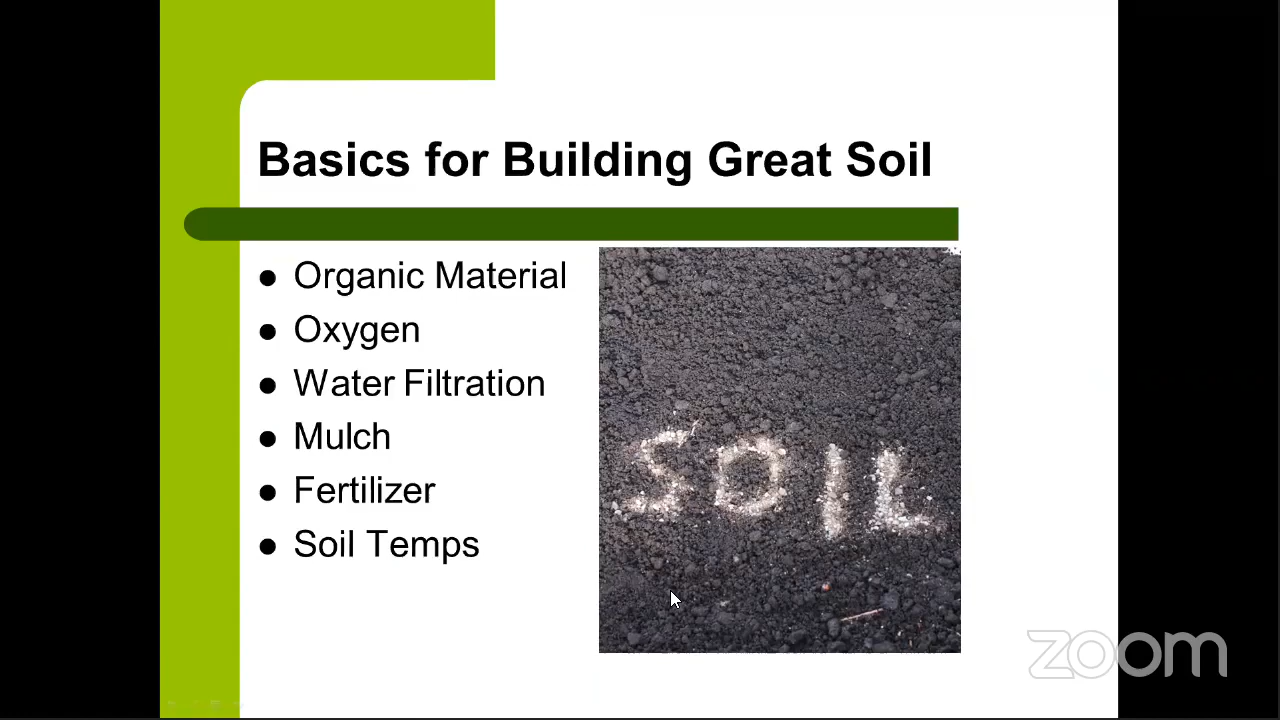 Basics for Building Great Soil
Organic Material
Oxygen
Water Filtration
Mulch
Fertilizer
Soil Temps
SOIL
zoom